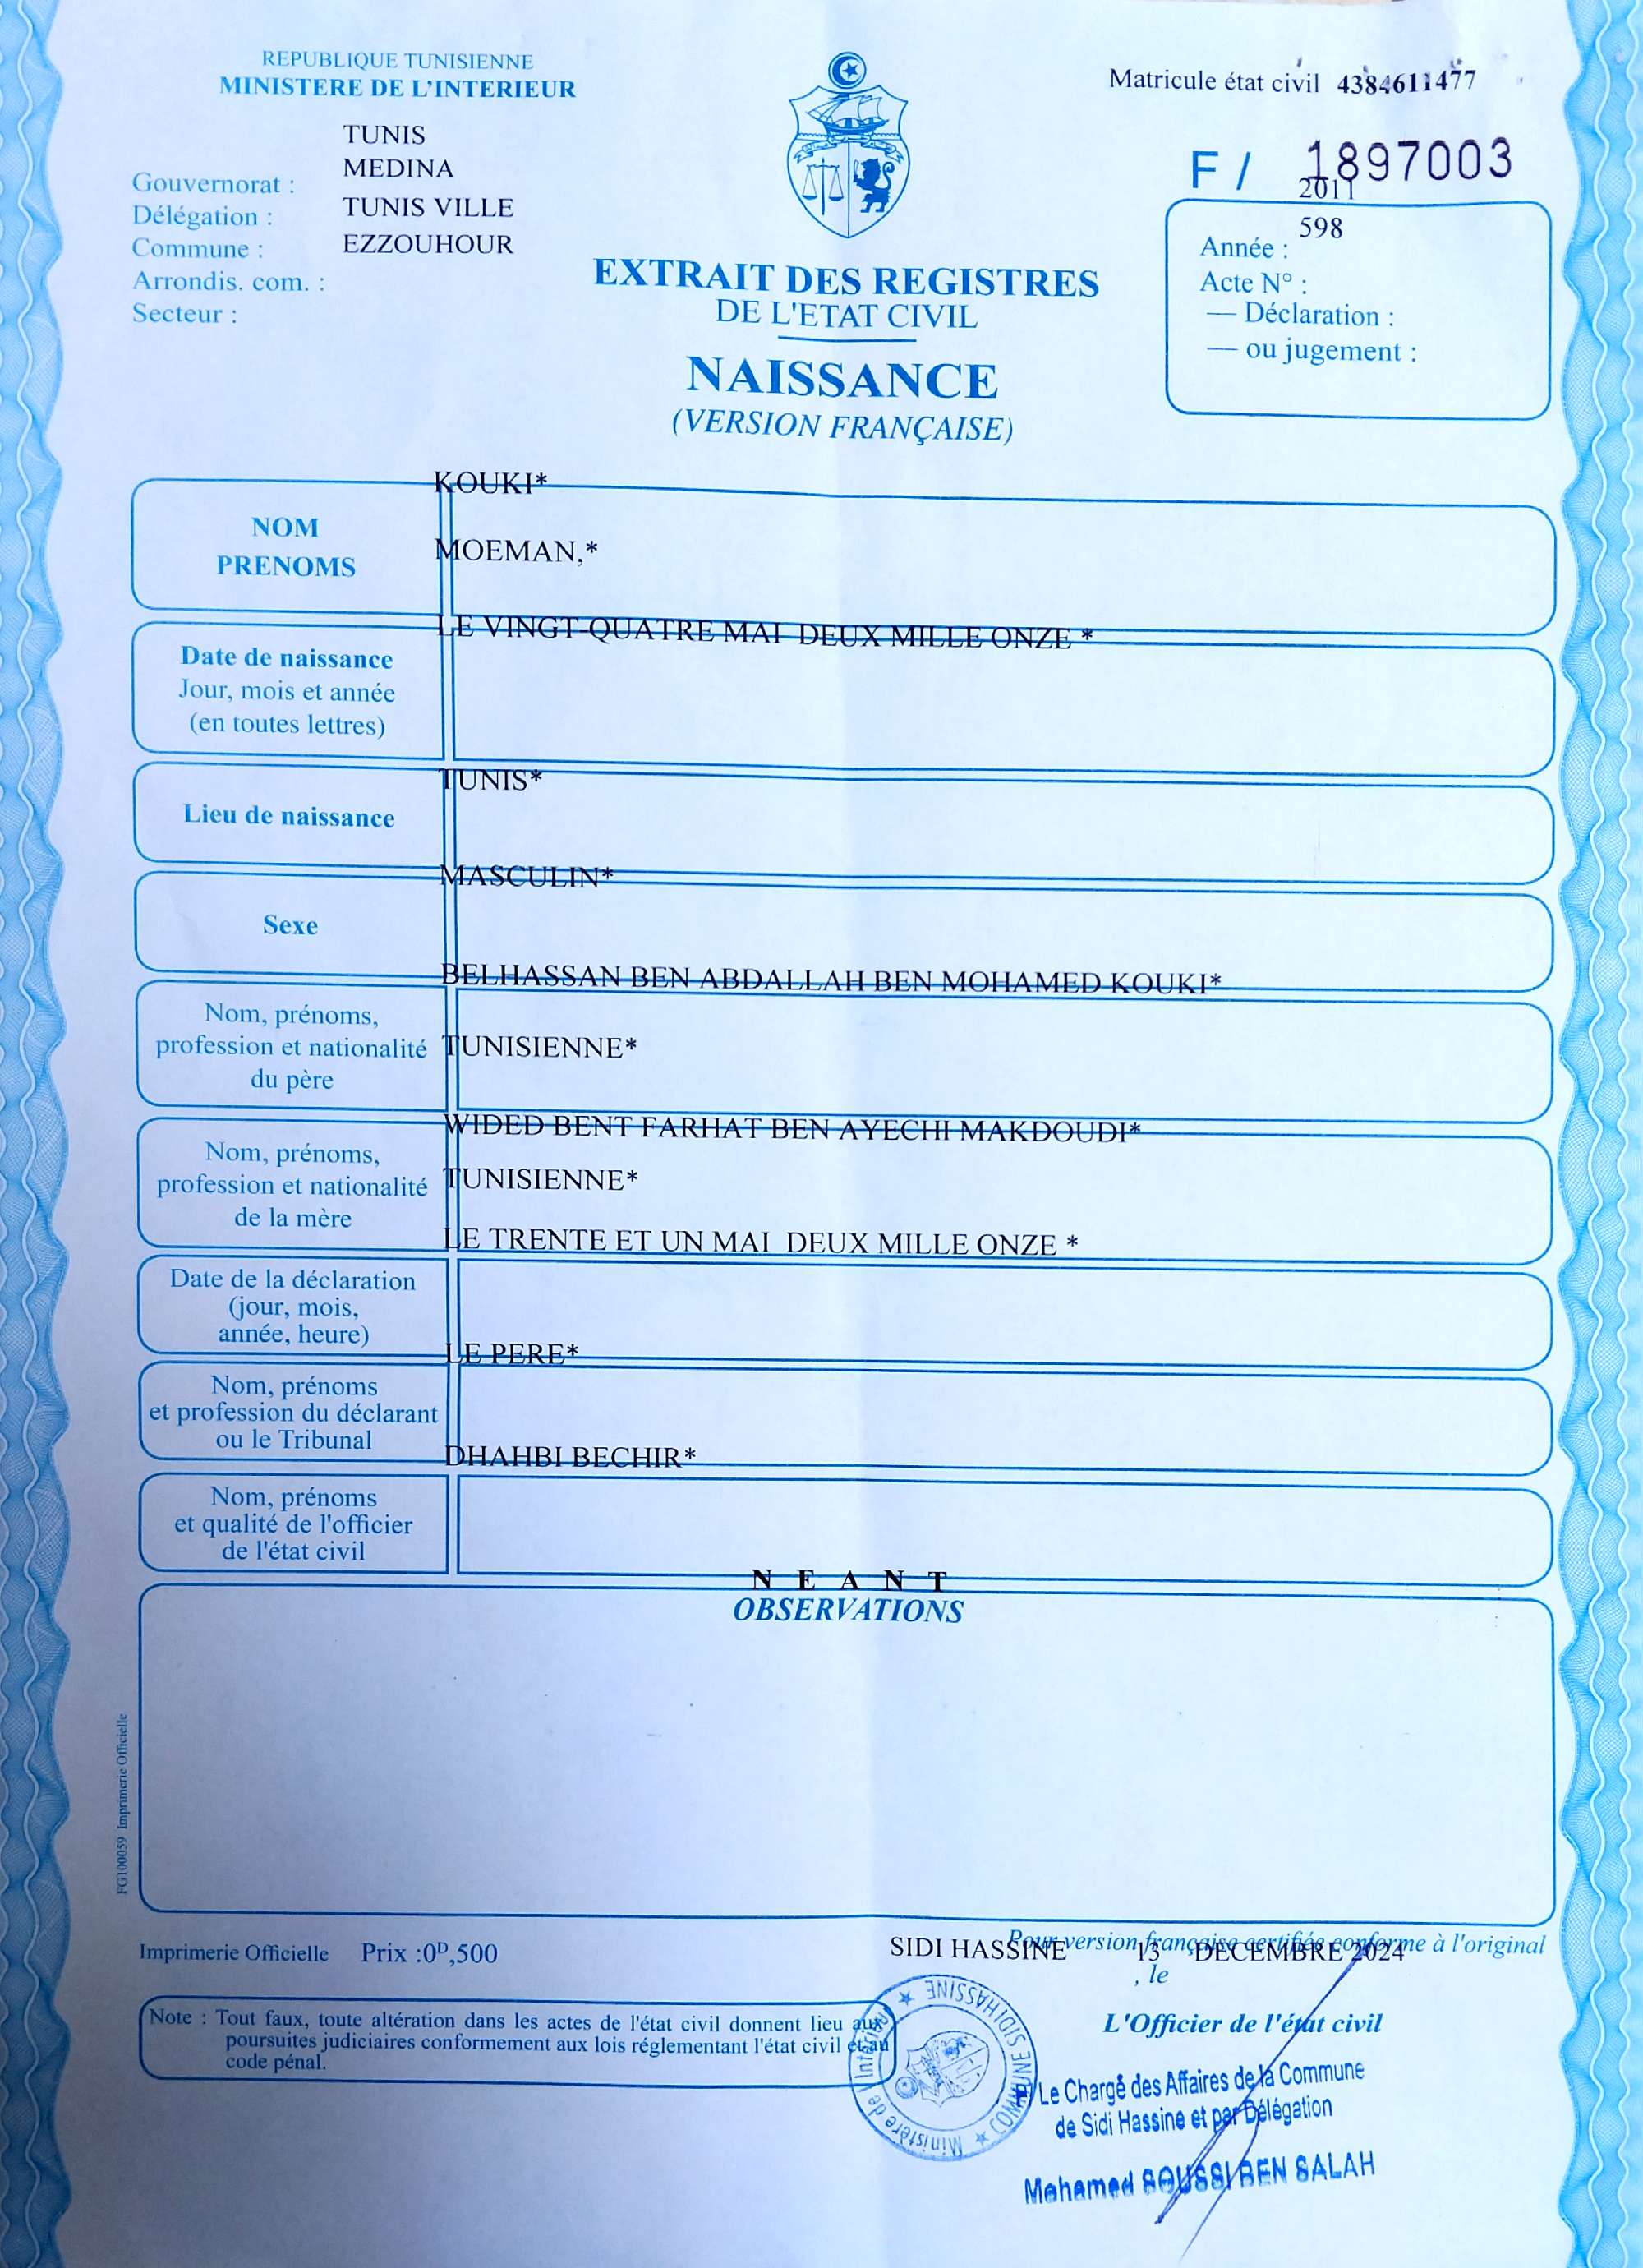 REPUBLIQUE TUNISIENNE
MINISTERE DE L'INTERIEUR
Matricule état civil 4384611477
TUNIS
MEDINA
TUNIS VILLE
EZZOUHOUR
Gouvernorat :
Délégation :
Commune :
Arrondis. com. :
Secteur :
F / 1897003
2011
598
Année :
Acte N° :
— Déclaration :
— ou jugement :
EXTRAIT DES REGISTRES
DE L'ETAT CIVIL
NAISSANCE
(VERSION FRANÇAISE)
KOUKI*
NOM
PRENOMS
MOEMAN,*
LE VINGT-QUATRE MAI DEUX MILLE ONZE *
Date de naissance
Jour, mois et année
(en toutes lettres)
TUNIS*
Lieu de naissance
MASCULIN*
Sexe
BELHASSAN BEN ABDALLAH BEN MOHAMED KOUKI*
Nom, prénoms,
profession et nationalité
du père
TUNISIENNE*
WIDED BENT FARHAT BEN AYECHI MAKDOUDI*
Nom, prénoms,
profession et nationalité
de la mère
TUNISIENNE*
LE TRENTE ET UN MAI DEUX MILLE ONZE *
Date de la déclaration
(jour, mois,
année, heure)
LE PERE*
Nom, prénoms
et profession du déclarant
ou le Tribunal
DHAHBI BECHIR*
Nom, prénoms
et qualité de l'officier
de l'état civil
N E A N T
OBSERVATIONS
FG100059 Imprimerie Officielle
Imprimerie Officielle Prix :0ᴰ,500
Pour version française certifiée conforme à l'original
SIDI HASSINE 13 DECEMBRE 2024
, le
Note : Tout faux, toute altération dans les actes de l'état civil donnent lieu aux
poursuites judiciaires conformement aux lois réglementant l'état civil et au
code pénal.
Ministère de l'Intérieur ★ COMMUNE SIDI HASSINE ★
L'Officier de l'état civil
P/Le Chargé des Affaires de la Commune
de Sidi Hassine et par Délégation
Mohamed SOUSSI BEN SALAH